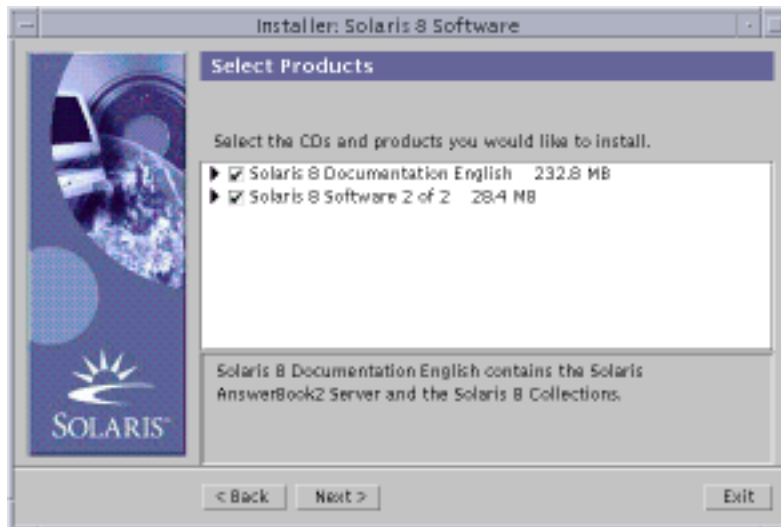 Installer: Solaris 8 Software
Select Products
Select the CDs and products you would like to install.
Solaris 8 Documentation English 232.8 MB
Solaris 8 Software 2 of 2 28.4 MB
Solaris 8 Documentation English contains the Solaris
AnswerBook2 Server and the Solaris 8 Collections.
SOLARIS™
< Back
Next >
Exit